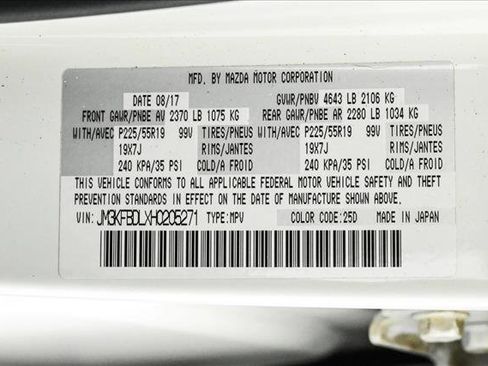 MFD. BY MAZDA MOTOR CORPORATION
DATE 08/17 GVWR/PNBV 4643 LB 2106 KG
FRONT GAWR/PNBE AV 2370 LB 1075 KG REAR GAWR/PNBE AR 2280 LB 1034 KG
WITH/AVEC P225/55R19 99V TIRES/PNEUS WITH/AVEC P225/55R19 99V TIRES/PNEUS
19X7J RIMS/JANTES 19X7J RIMS/JANTES
240 KPA/35 PSI COLD/A FROID 240 KPA/35 PSI COLD/A FROID
THIS VEHICLE CONFORMS TO ALL APPLICABLE FEDERAL MOTOR VEHICLE SAFETY AND THEFT
PREVENTION STANDARDS IN EFFECT ON THE DATE OF MANUFACTURE SHOWN ABOVE.
VIN: JM3KFBDLXH0205271 TYPE: MPV COLOR CODE: 25D MADE IN JAPAN